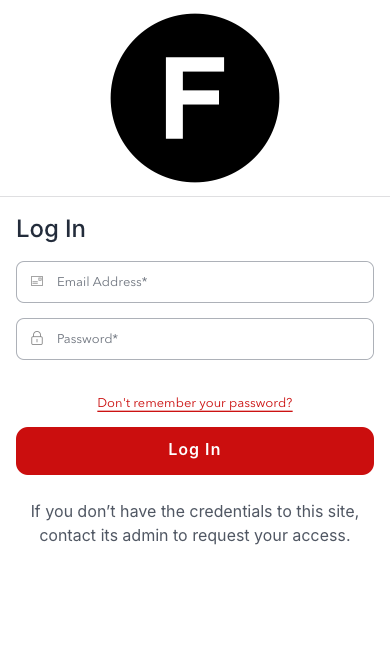 F
Log In
Email Address*
Password*
Don't remember your password?
Log In
If you don’t have the credentials to this site,
contact its admin to request your access.